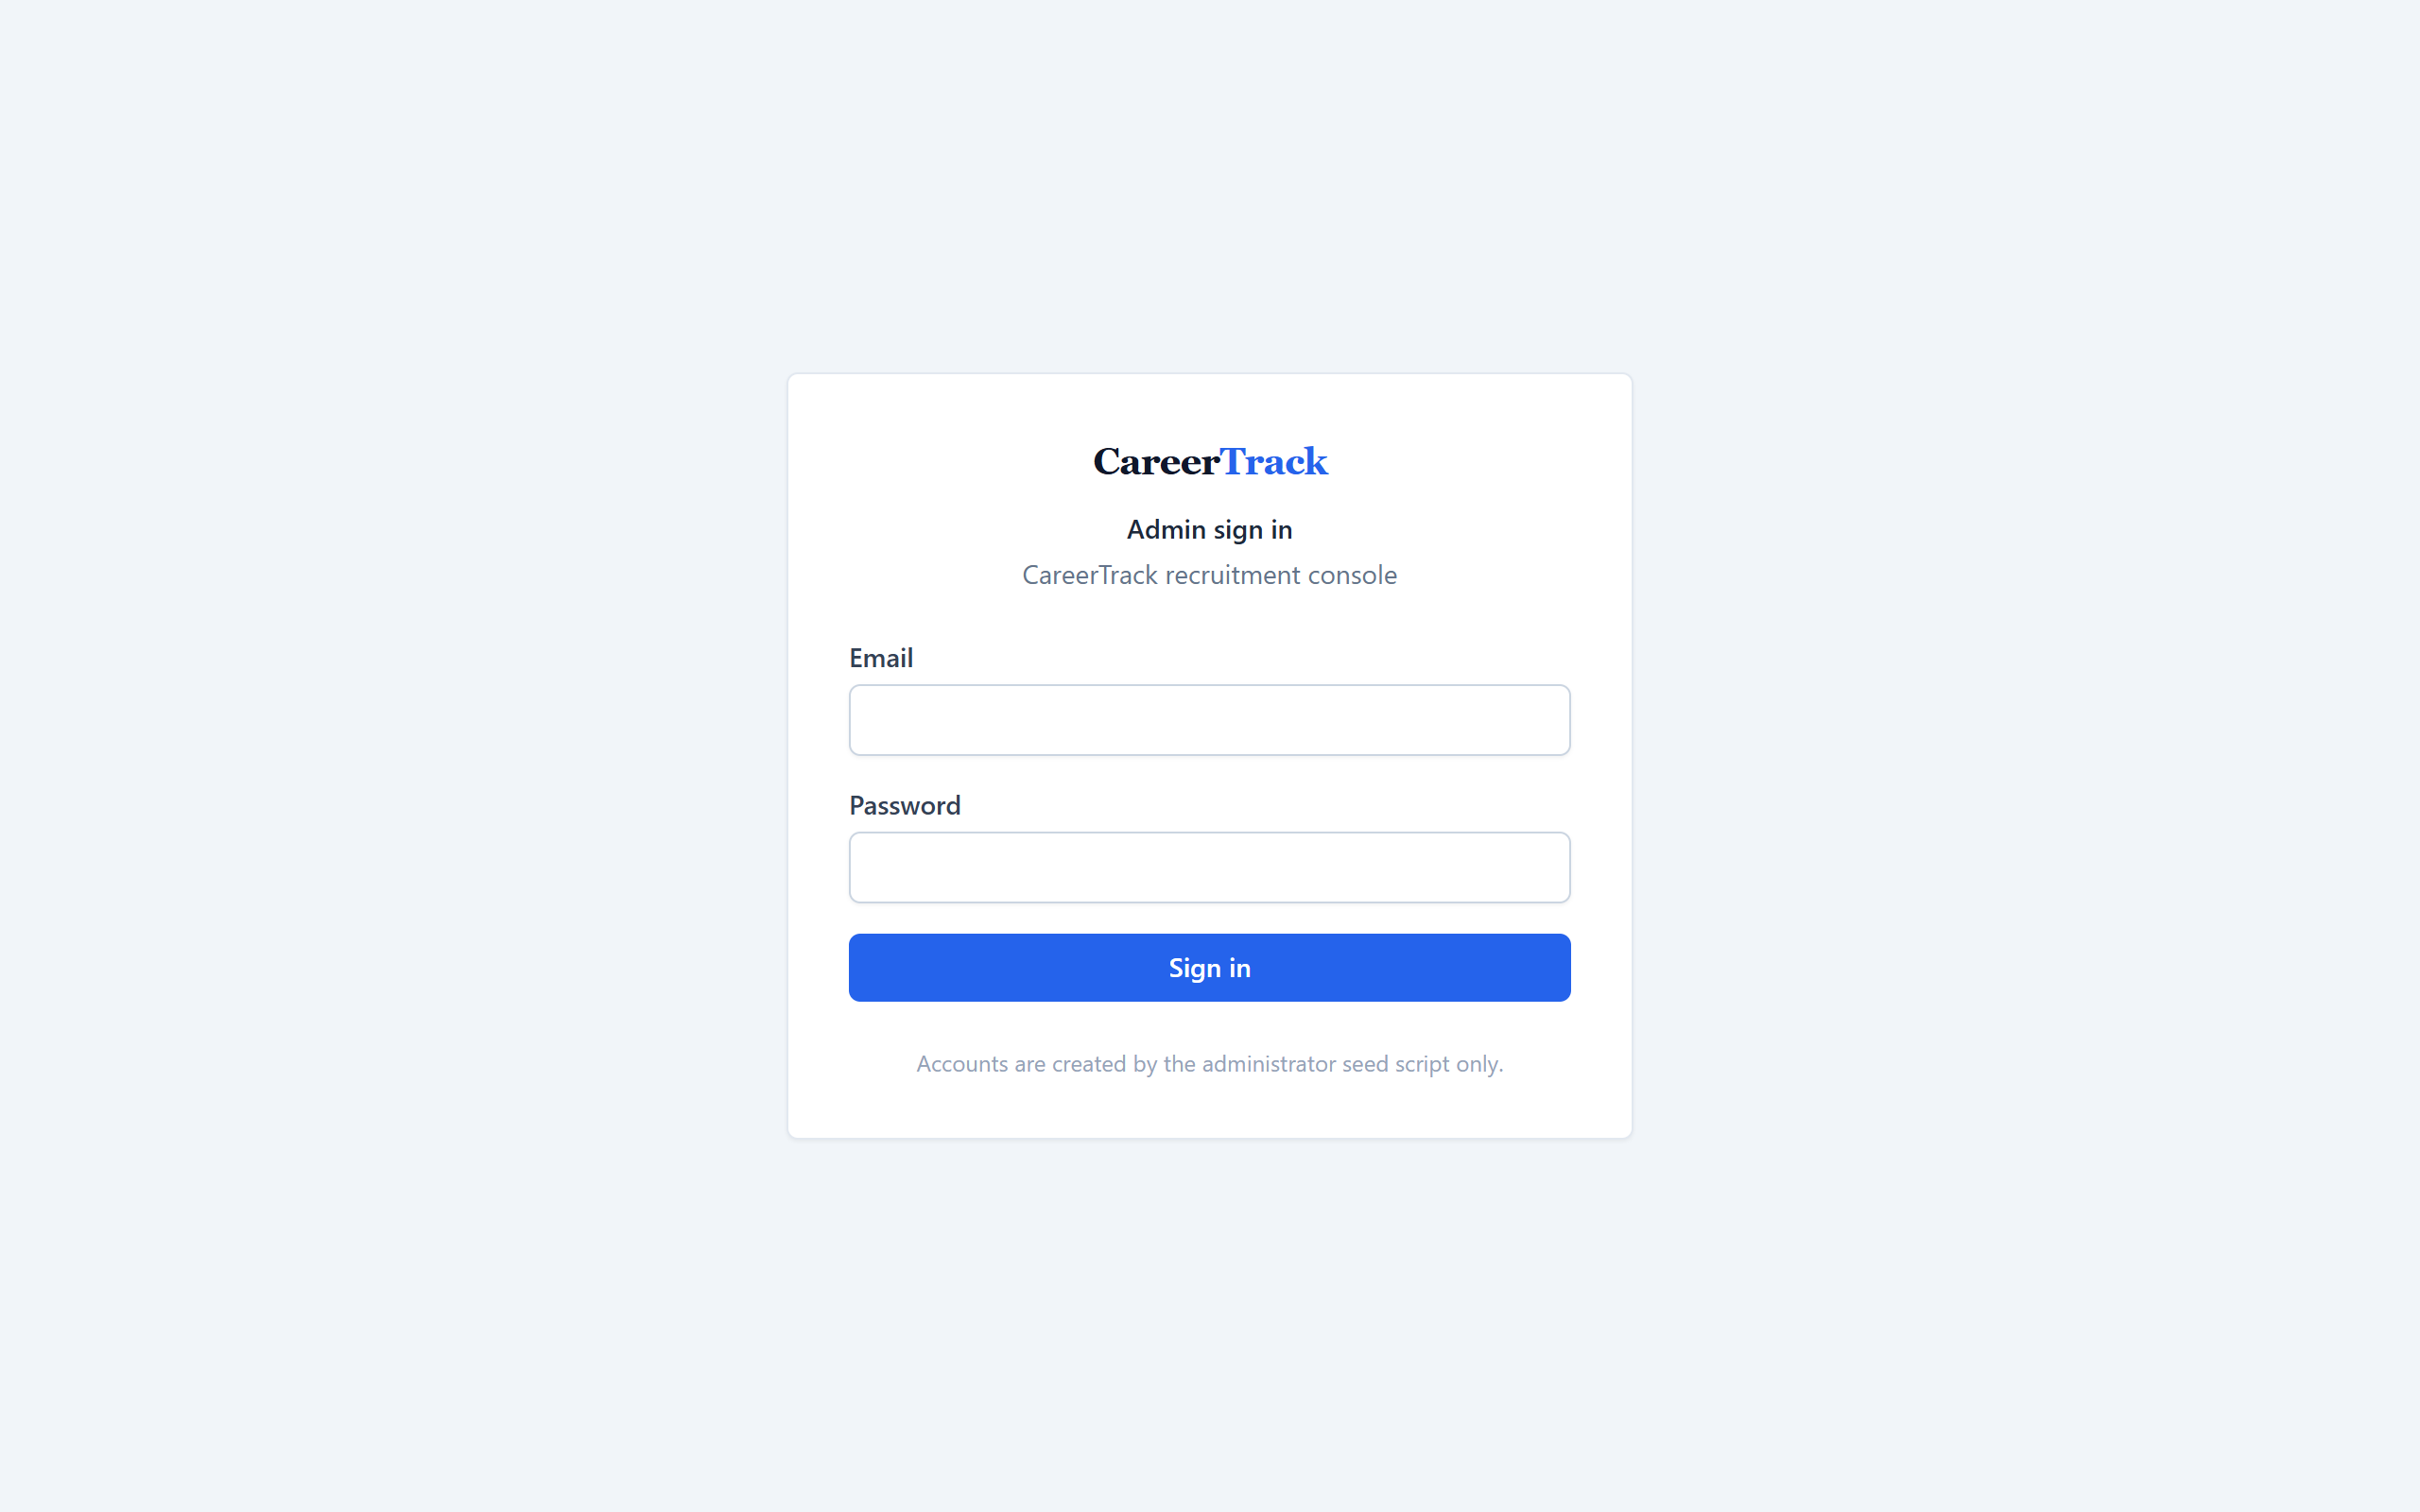 CareerTrack
Admin sign in
CareerTrack recruitment console
Email
Password
Sign in
Accounts are created by the administrator seed script only.